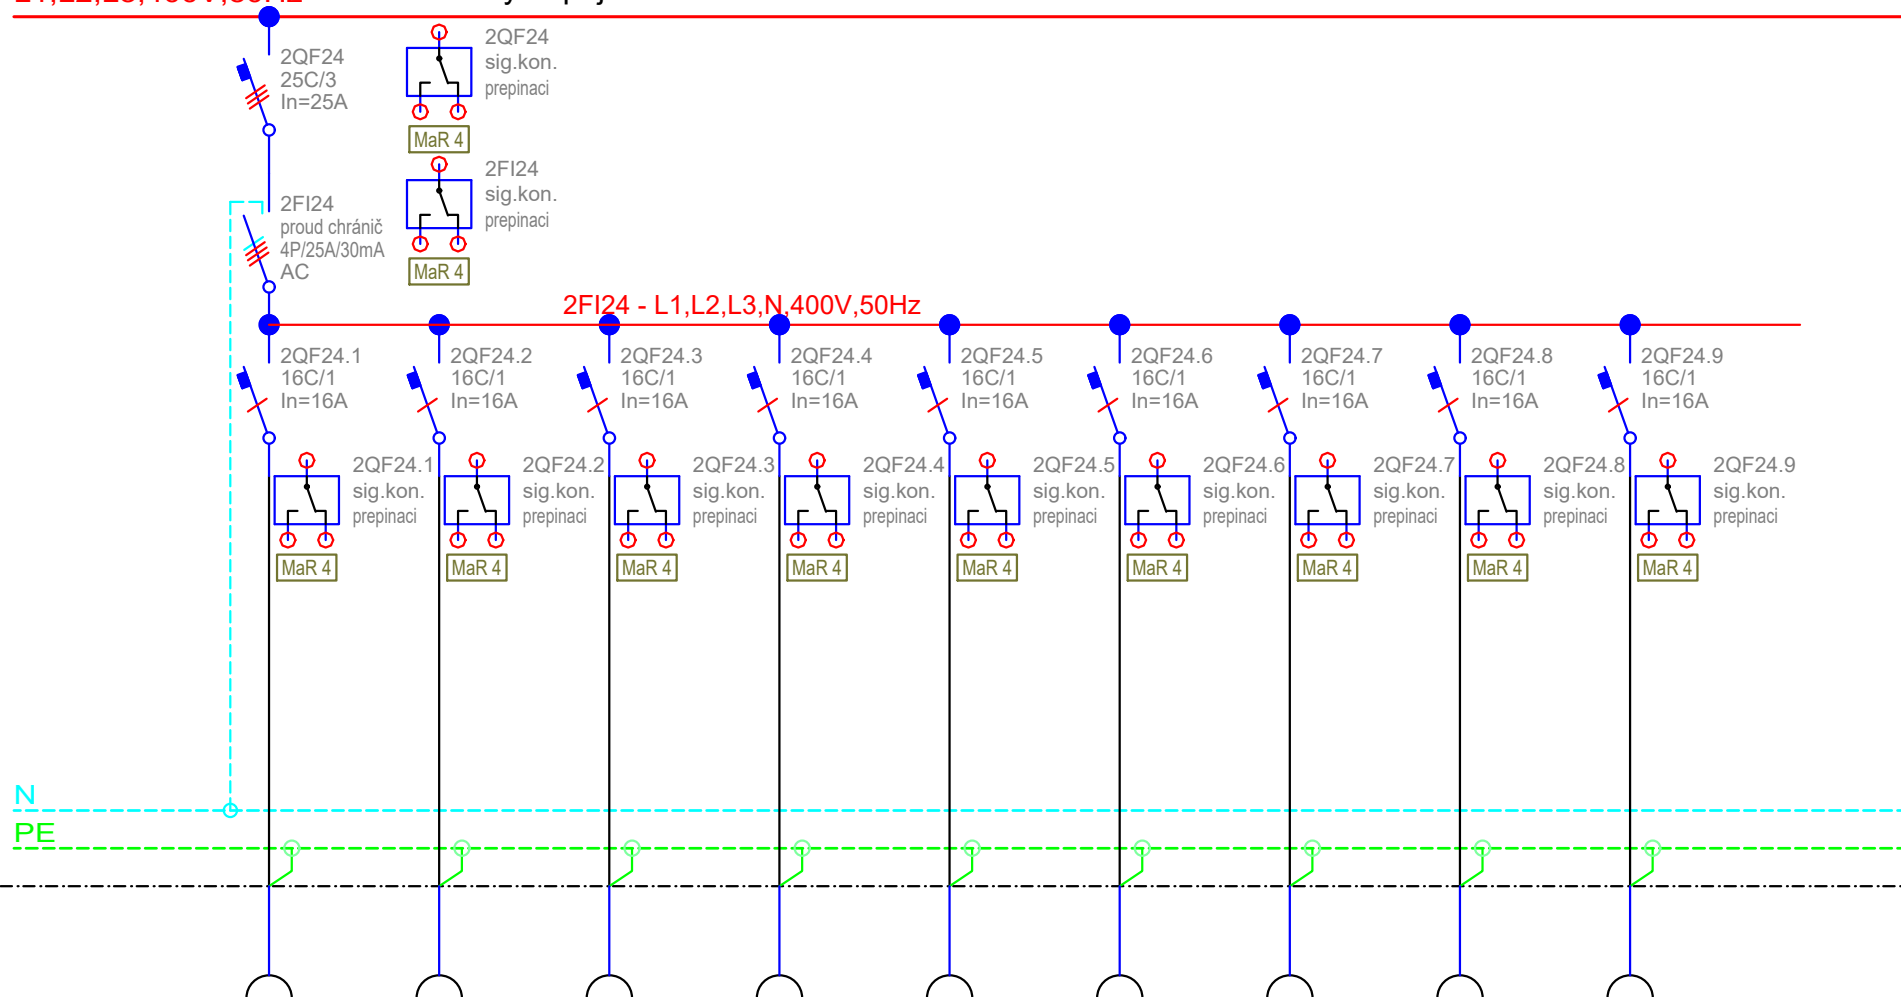 2QF24
25C/3
In=25A
2QF24
sig.kon.
prepinaci
MaR 4
2FI24
proud chránič
4P/25A/30mA
AC
2FI24
sig.kon.
prepinaci
MaR 4
2FI24 - L1,L2,L3,N,400V,50Hz
2QF24.1
16C/1
In=16A
2QF24.2
16C/1
In=16A
2QF24.3
16C/1
In=16A
2QF24.4
16C/1
In=16A
2QF24.5
16C/1
In=16A
2QF24.6
16C/1
In=16A
2QF24.7
16C/1
In=16A
2QF24.8
16C/1
In=16A
2QF24.9
16C/1
In=16A
2QF24.1
sig.kon.
prepinaci
MaR 4
2QF24.2
sig.kon.
prepinaci
MaR 4
2QF24.3
sig.kon.
prepinaci
MaR 4
2QF24.4
sig.kon.
prepinaci
MaR 4
2QF24.5
sig.kon.
prepinaci
MaR 4
2QF24.6
sig.kon.
prepinaci
MaR 4
2QF24.7
sig.kon.
prepinaci
MaR 4
2QF24.8
sig.kon.
prepinaci
MaR 4
2QF24.9
sig.kon.
prepinaci
MaR 4
N
PE